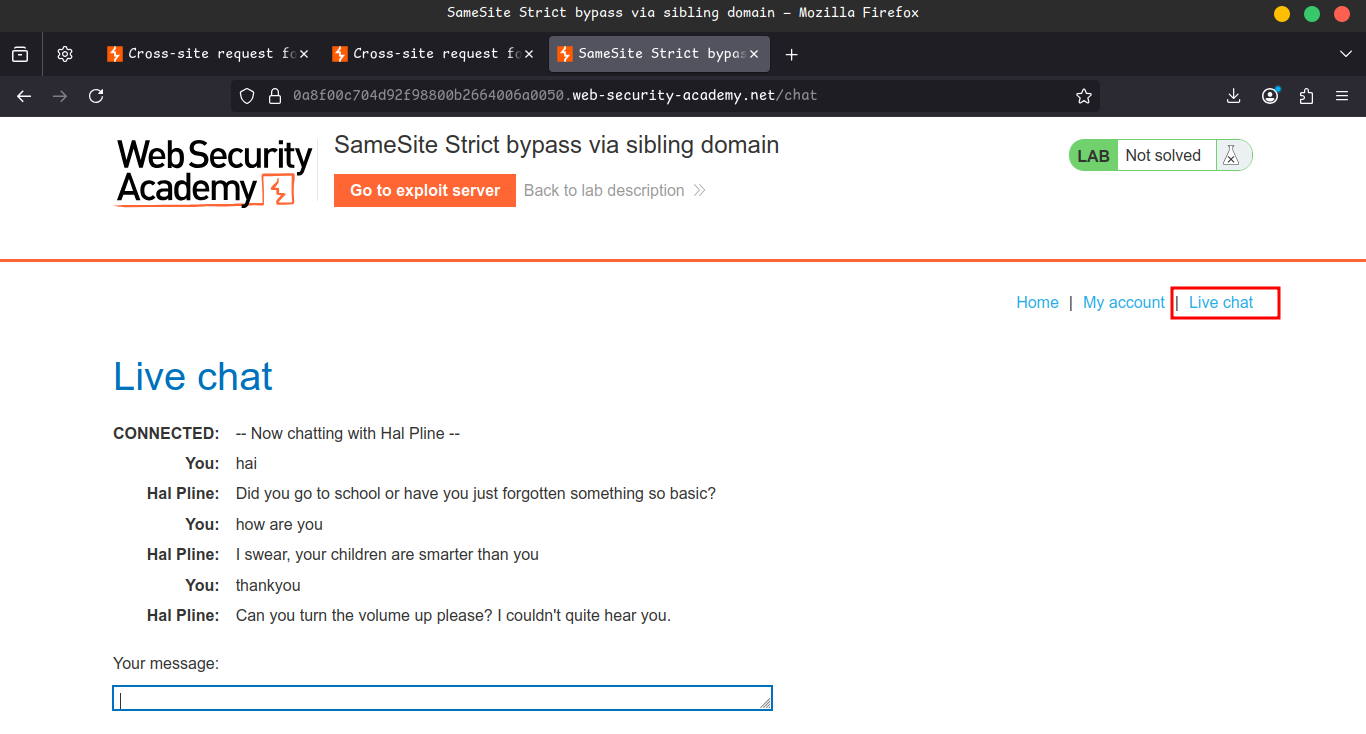 SameSite Strict bypass via sibling domain — Mozilla Firefox
Cross-site request fo
Cross-site request fo
SameSite Strict bypas
0a8f00c704d92f98800b2664006a0050.web-security-academy.net/chat
Web Security
Academy
SameSite Strict bypass via sibling domain
Go to exploit server
Back to lab description
LAB
Not solved
Home | My account | Live chat
Live chat
CONNECTED: -- Now chatting with Hal Pline --
You: hai
Hal Pline: Did you go to school or have you just forgotten something so basic?
You: how are you
Hal Pline: I swear, your children are smarter than you
You: thankyou
Hal Pline: Can you turn the volume up please? I couldn't quite hear you.
Your message: